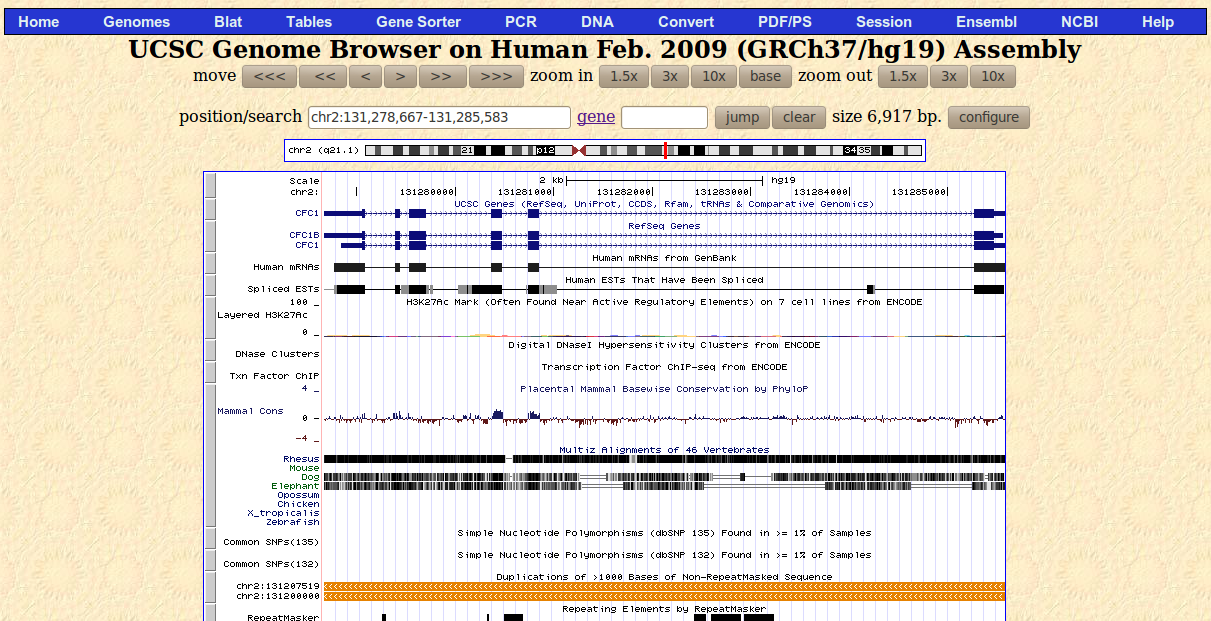 Home Genomes Blat Tables Gene Sorter PCR DNA Convert PDF/PS Session Ensembl NCBI Help
UCSC Genome Browser on Human Feb. 2009 (GRCh37/hg19) Assembly
move <<< << < > >> >>> zoom in 1.5x 3x 10x base zoom out 1.5x 3x 10x
position/search chr2:131,278,667-131,285,583 gene jump clear size 6,917 bp. configure
chr2 (q21.1) 21 p12 34 35
Scale 2 kb hg19
chr2: 131280000 131281000 131282000 131283000 131284000 131285000
UCSC Genes (RefSeq, UniProt, CCDS, Rfam, tRNAs & Comparative Genomics)
CFC1
RefSeq Genes
CFC1B
CFC1
Human mRNAs from GenBank
Human mRNAs
Human ESTs That Have Been Spliced
Spliced ESTs
100 _ H3K27Ac Mark (Often Found Near Active Regulatory Elements) on 7 cell lines from ENCODE
Layered H3K27Ac
0 _
Digital DNaseI Hypersensitivity Clusters from ENCODE
DNase Clusters
Transcription Factor ChIP-seq from ENCODE
Txn Factor ChIP
4 _ Placental Mammal Basewise Conservation by PhyloP
Mammal Cons
0 _
-4 _
Multiz Alignments of 46 Vertebrates
Rhesus
Mouse
Dog
Elephant
Opossum
Chicken
X_tropicalis
Zebrafish
Simple Nucleotide Polymorphisms (dbSNP 135) Found in >= 1% of Samples
Common SNPs(135)
Simple Nucleotide Polymorphisms (dbSNP 132) Found in >= 1% of Samples
Common SNPs(132)
Duplications of >1000 Bases of Non-RepeatMasked Sequence
chr2:131207519
chr2:131200000
Repeating Elements by RepeatMasker
RepeatMasker